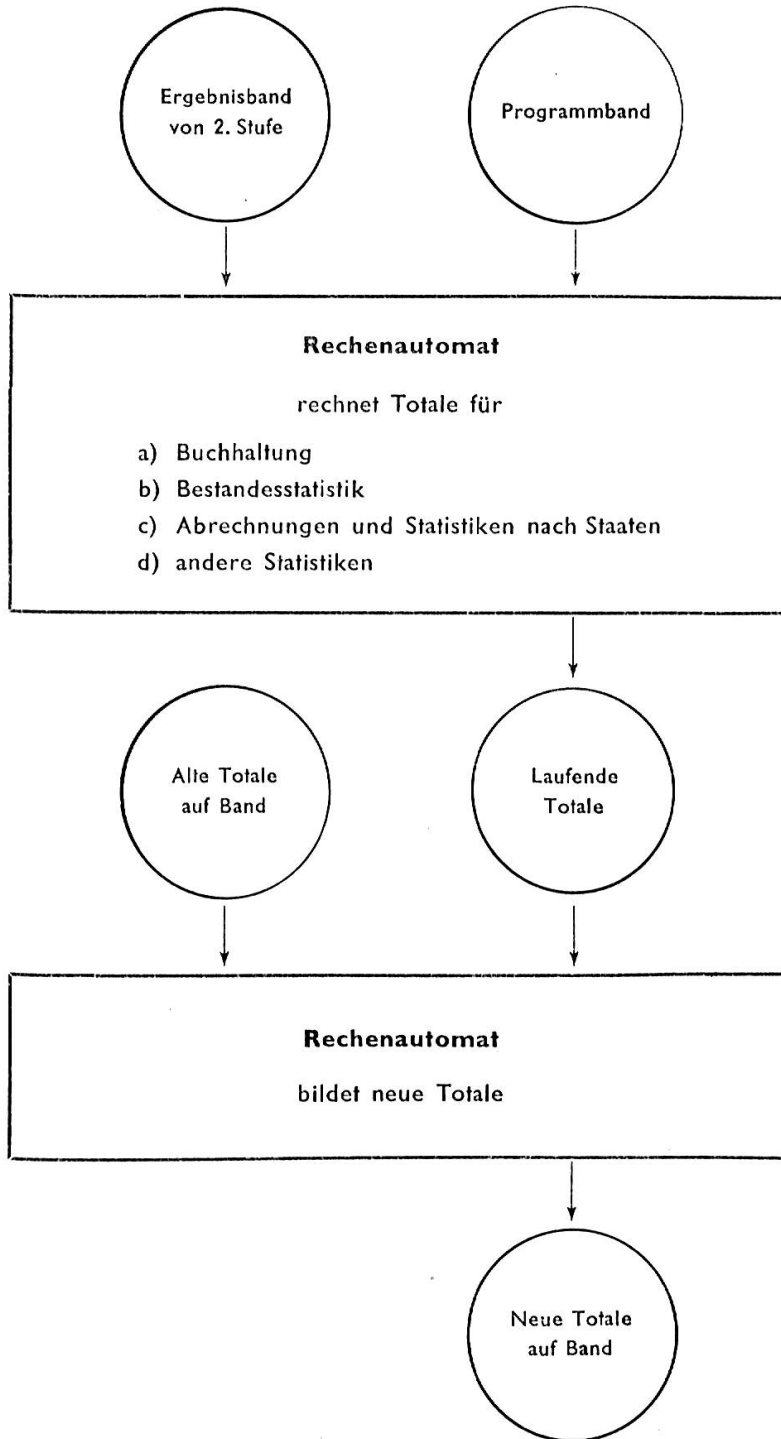 Ergebnisband
von 2. Stufe
Programmband
Rechenautomat
rechnet Totale für
a) Buchhaltung
b) Bestandesstatistik
c) Abrechnungen und Statistiken nach Staaten
d) andere Statistiken
Alte Totale
auf Band
Laufende
Totale
Rechenautomat
bildet neue Totale
Neue Totale
auf Band